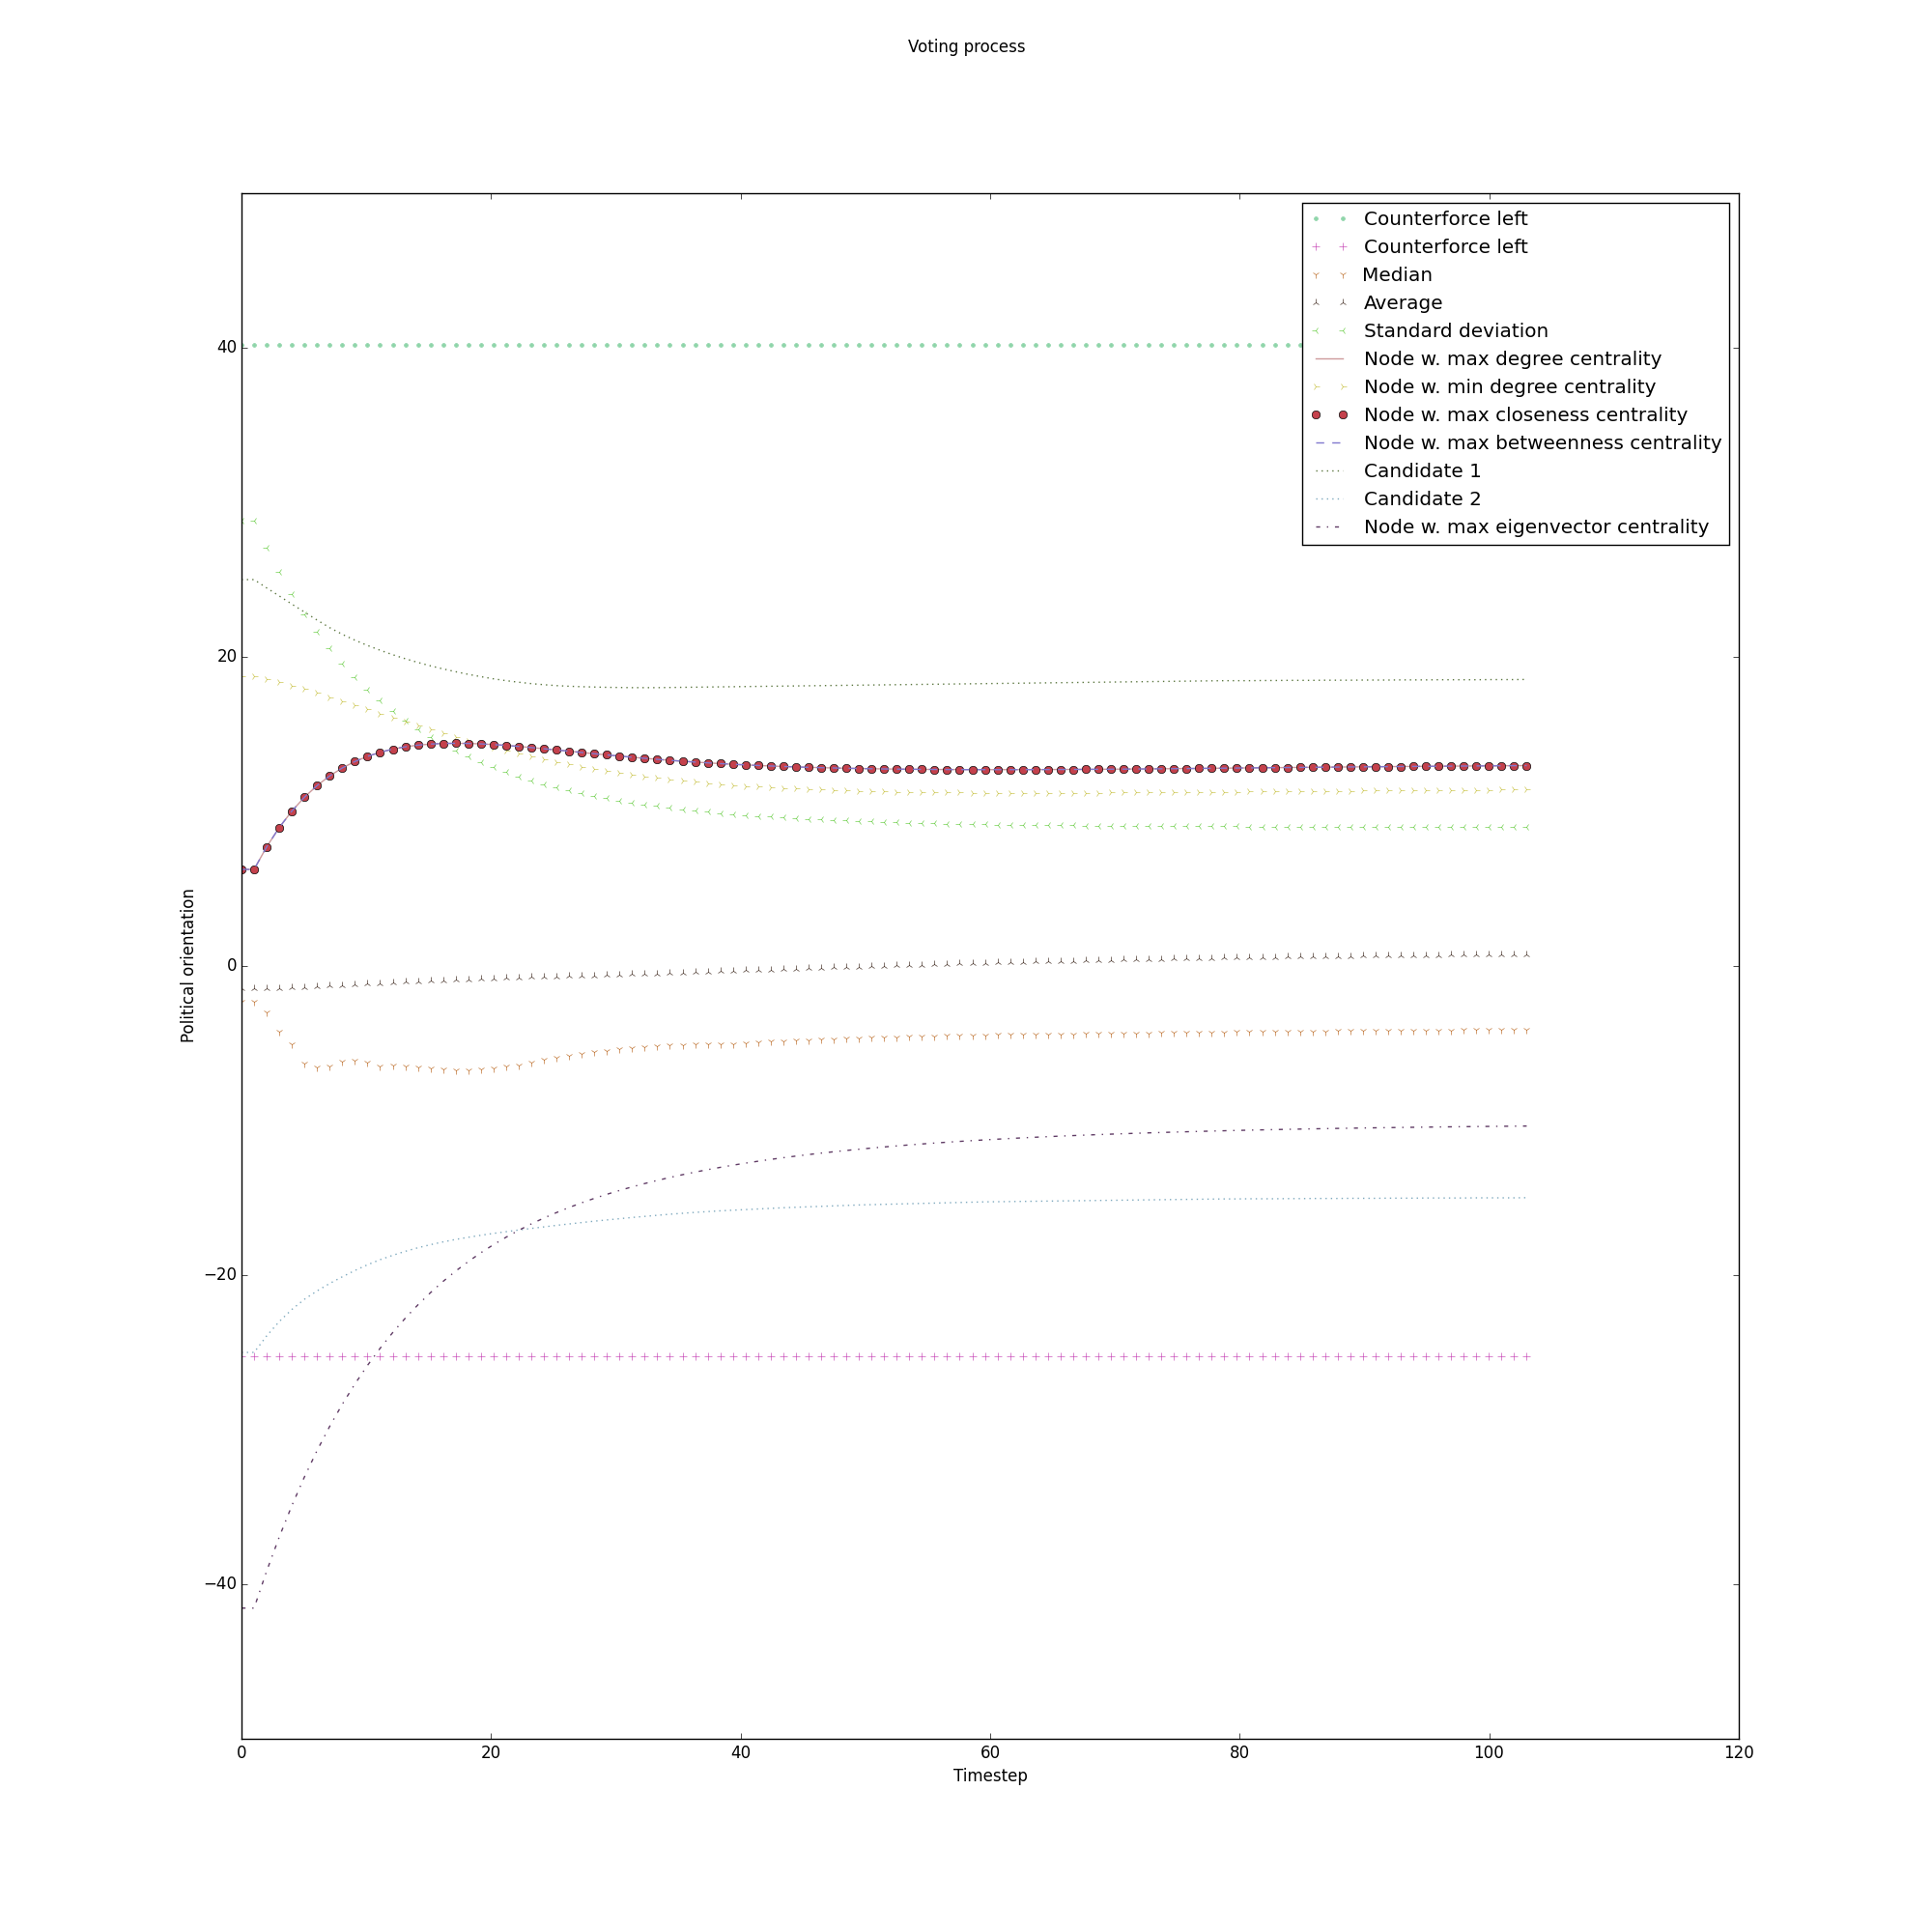 Voting process
Counterforce left
Counterforce left
Median
Average
Standard deviation
Node w. max degree centrality
Node w. min degree centrality
Node w. max closeness centrality
Node w. max betweenness centrality
Candidate 1
Candidate 2
Node w. max eigenvector centrality
40
20
0
−20
−40
Political orientation
0 20 40 60 80 100 120
Timestep